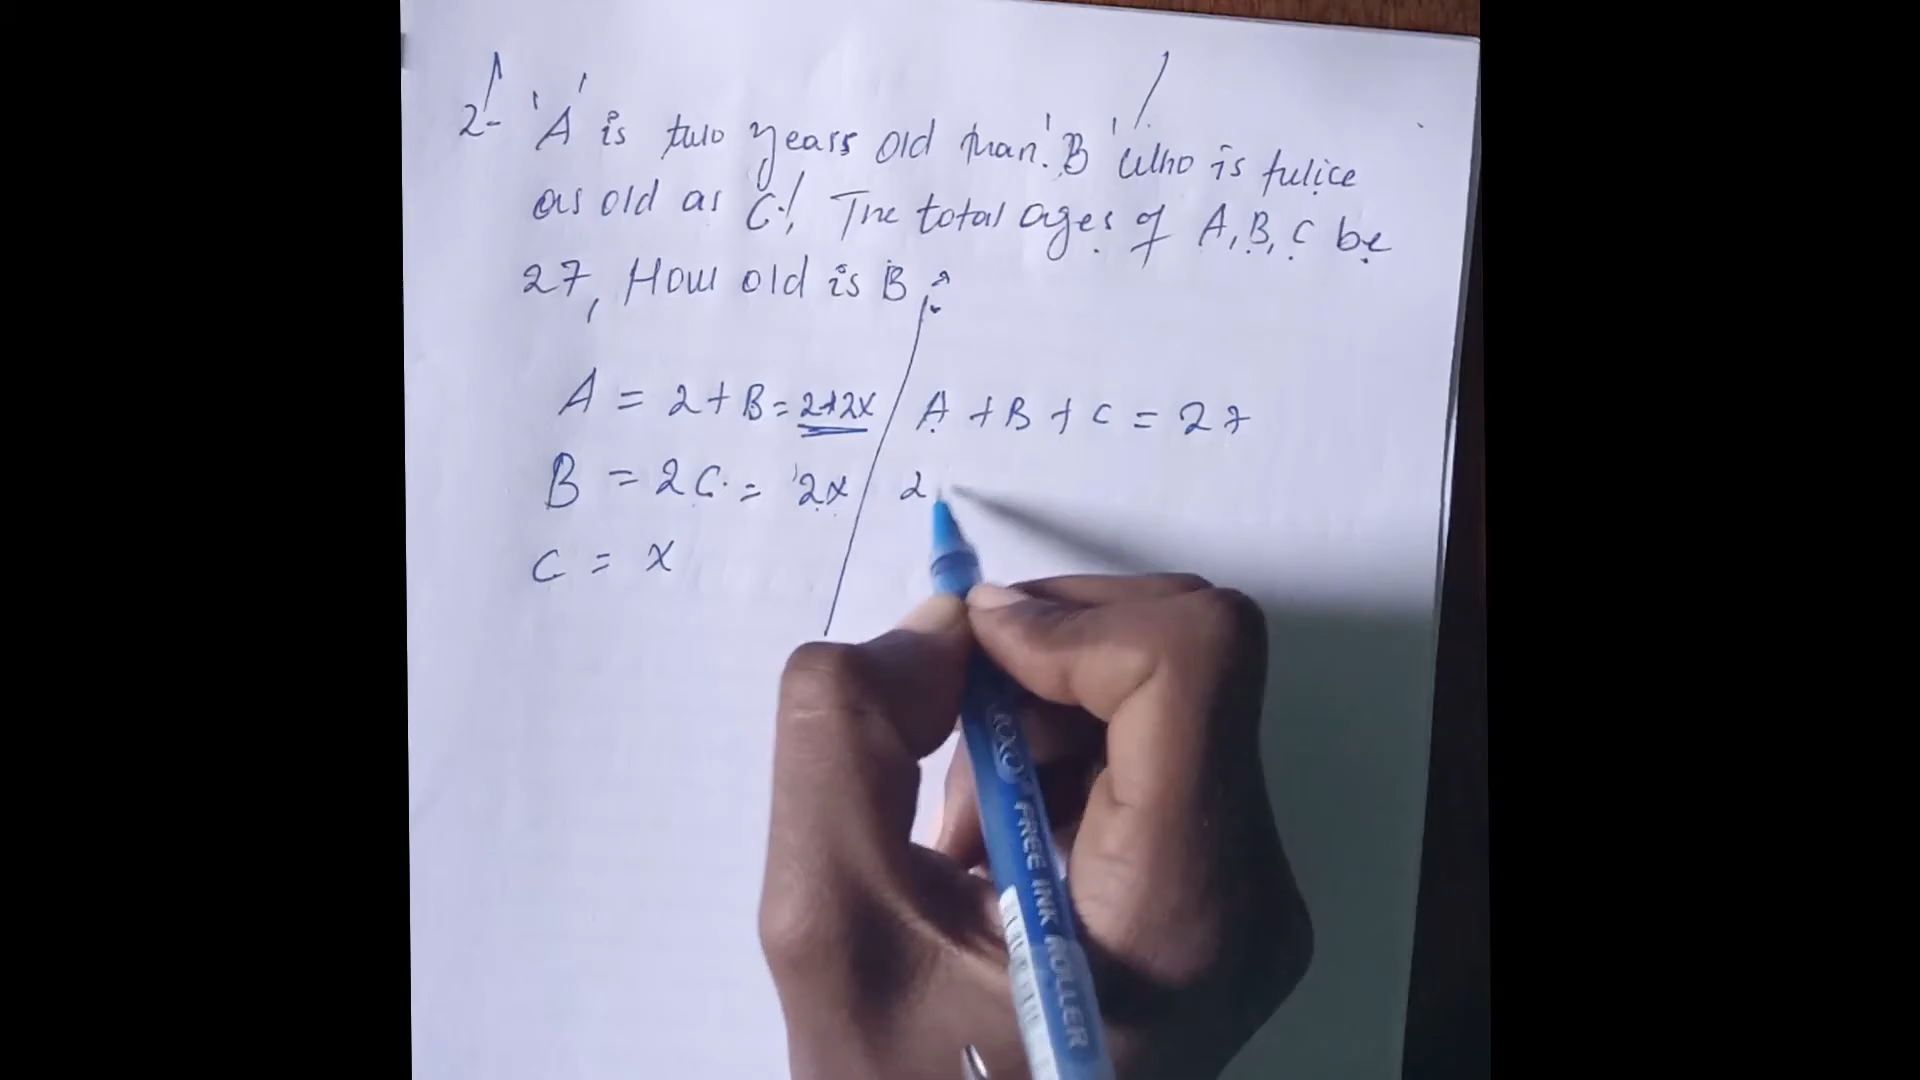 2- 'A' is two years old than 'B' who is twice
as old as C! The total ages of A, B, C be
27, How old is B?
A = 2+B = 2+2x
B = 2C = 2x
C = x
A + B + C = 27
2
ROXO FREE INK ROLLER